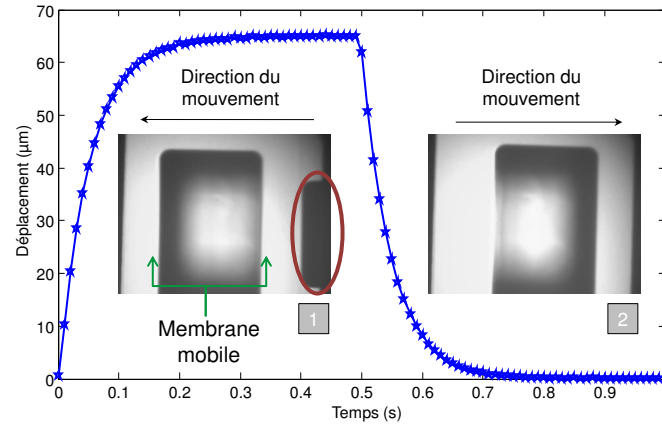 70
60
50
40
30
20
10
0
Déplacement (µm)
Direction du
mouvement
Direction du
mouvement
Membrane
mobile
1
2
0 0.1 0.2 0.3 0.4 0.5 0.6 0.7 0.8 0.9
Temps (s)